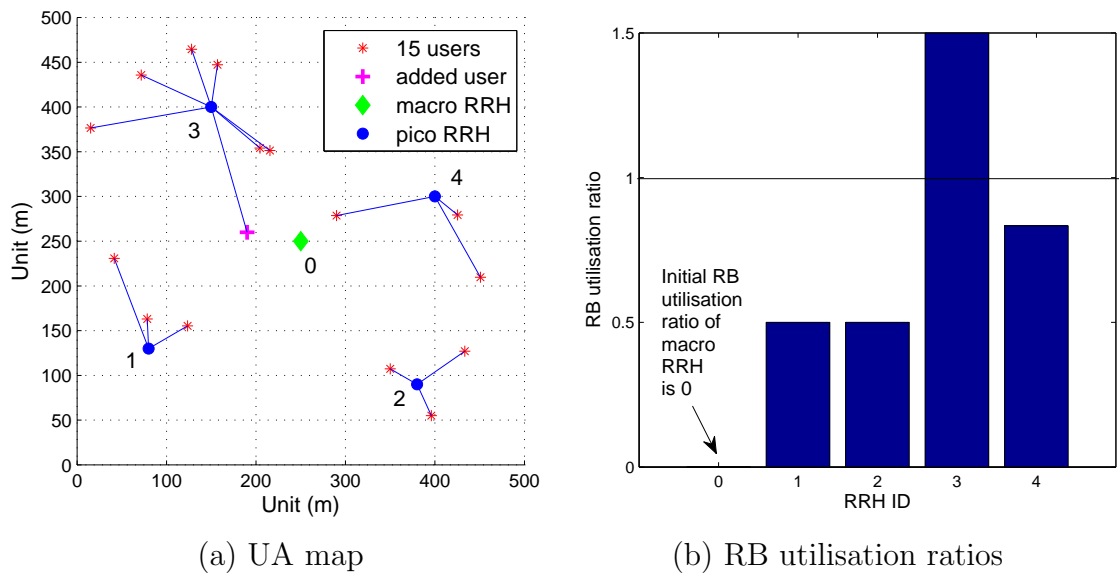 500
450
400
350
300
250
200
150
100
50
0
Unit (m)
0
100
200
300
400
500
Unit (m)
15 users
added user
macro RRH
pico RRH
3
4
0
1
2
(a) UA map
1.5
1
0.5
0
RB utilisation ratio
Initial RB
utilisation
ratio of
macro
RRH
is 0
0
1
2
3
4
RRH ID
(b) RB utilisation ratios